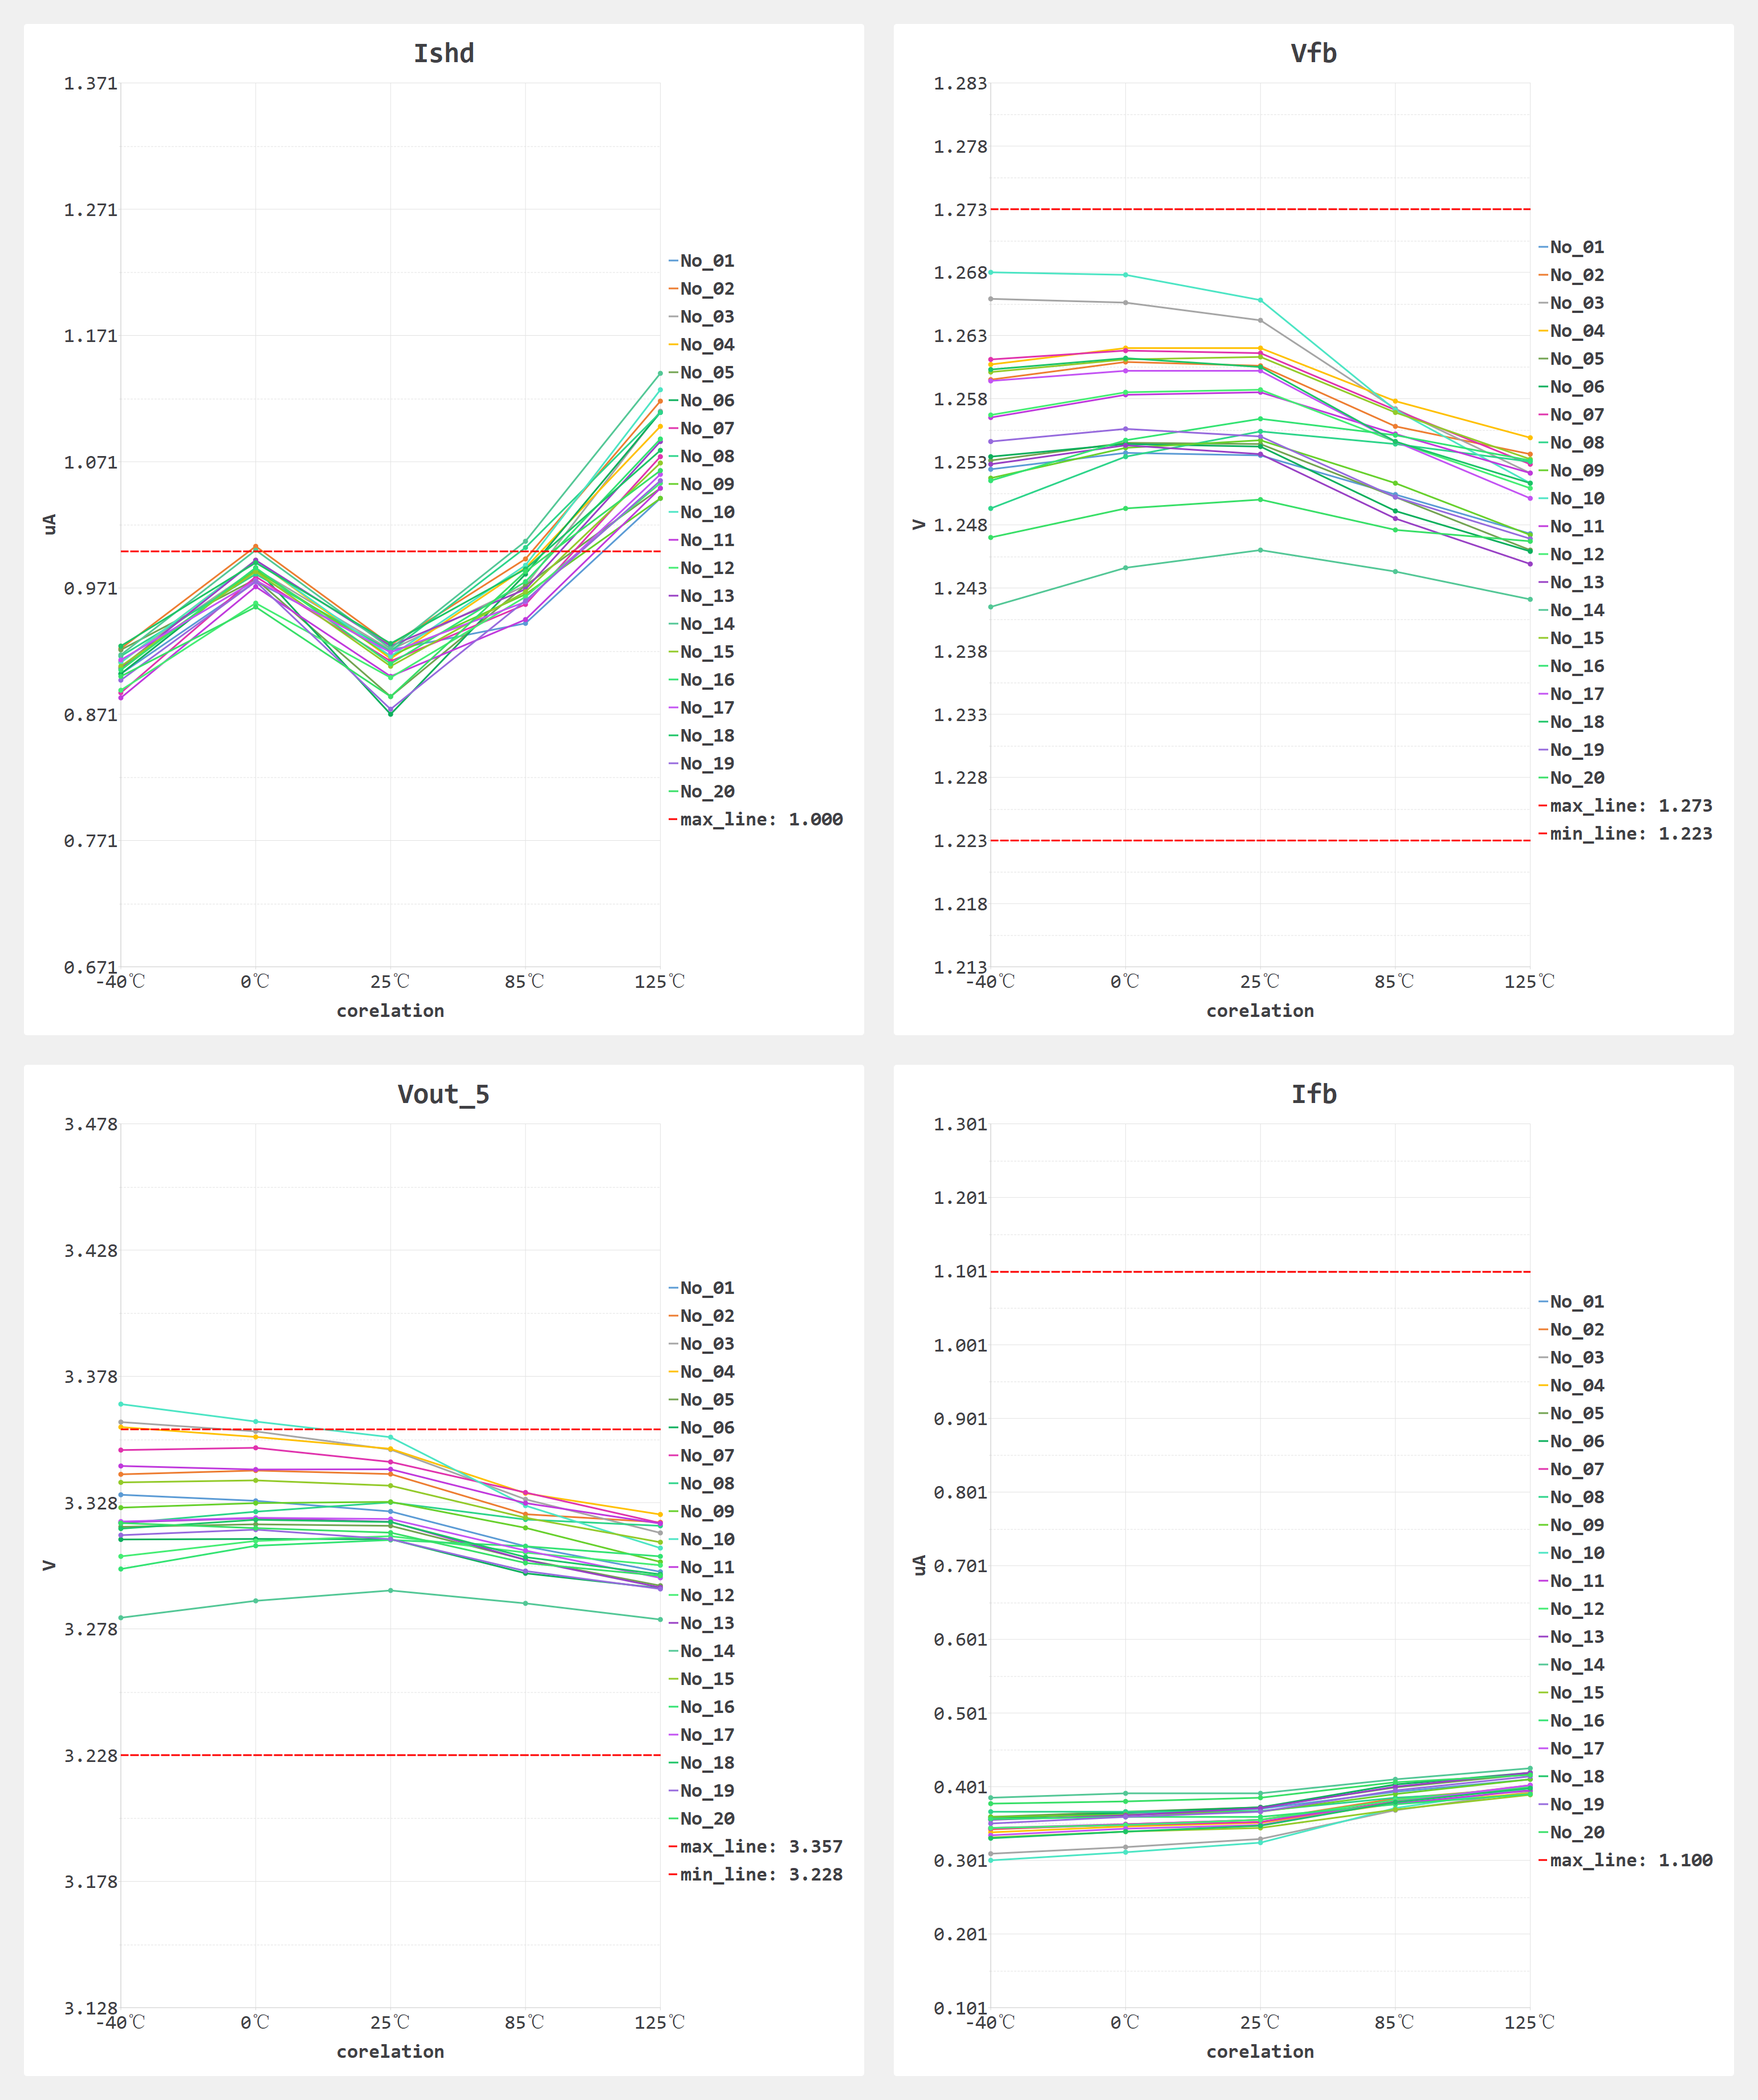 Ishd
1.371
1.271
1.171
1.071
0.971
0.871
0.771
0.671
uA
-40℃ 0℃ 25℃ 85℃ 125℃
corelation
No_01
No_02
No_03
No_04
No_05
No_06
No_07
No_08
No_09
No_10
No_11
No_12
No_13
No_14
No_15
No_16
No_17
No_18
No_19
No_20
max_line: 1.000
Vfb
1.283
1.278
1.273
1.268
1.263
1.258
1.253
1.248
1.243
1.238
1.233
1.228
1.223
1.218
1.213
V
-40℃ 0℃ 25℃ 85℃ 125℃
corelation
No_01
No_02
No_03
No_04
No_05
No_06
No_07
No_08
No_09
No_10
No_11
No_12
No_13
No_14
No_15
No_16
No_17
No_18
No_19
No_20
max_line: 1.273
min_line: 1.223
Vout_5
3.478
3.428
3.378
3.328
3.278
3.228
3.178
3.128
V
-40℃ 0℃ 25℃ 85℃ 125℃
corelation
No_01
No_02
No_03
No_04
No_05
No_06
No_07
No_08
No_09
No_10
No_11
No_12
No_13
No_14
No_15
No_16
No_17
No_18
No_19
No_20
max_line: 3.357
min_line: 3.228
Ifb
1.301
1.201
1.101
1.001
0.901
0.801
0.701
0.601
0.501
0.401
0.301
0.201
0.101
uA
-40℃ 0℃ 25℃ 85℃ 125℃
corelation
No_01
No_02
No_03
No_04
No_05
No_06
No_07
No_08
No_09
No_10
No_11
No_12
No_13
No_14
No_15
No_16
No_17
No_18
No_19
No_20
max_line: 1.100